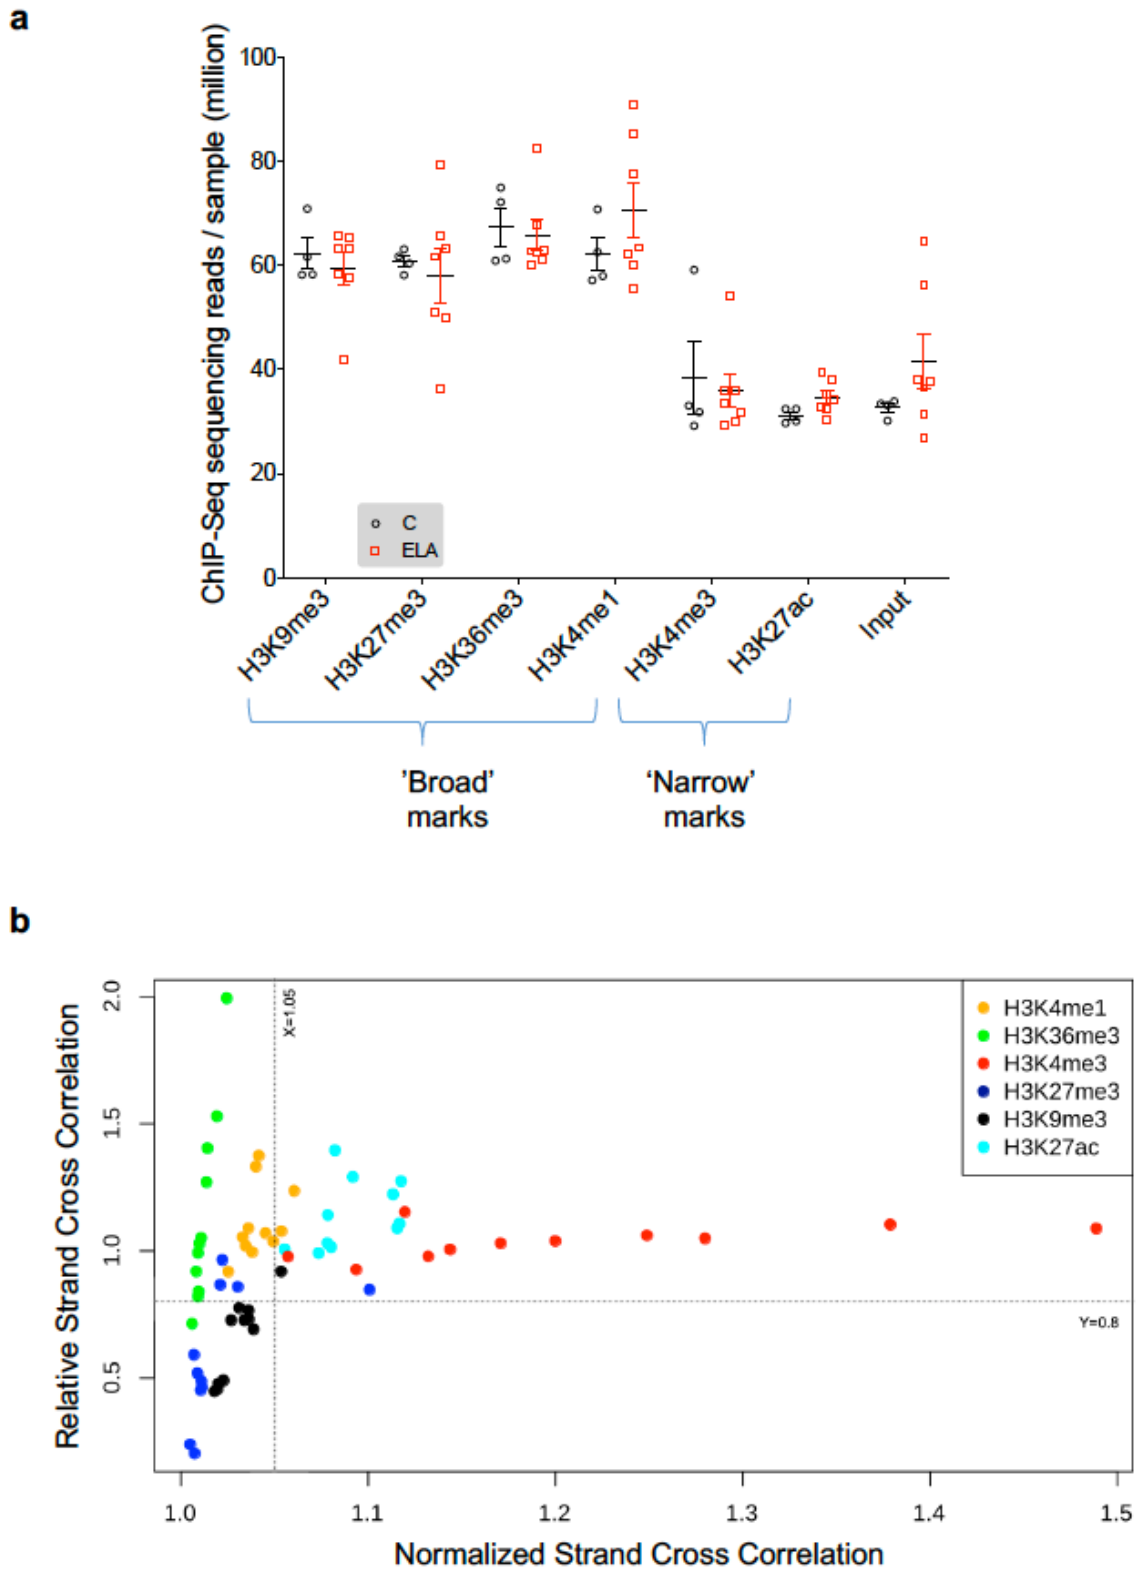 a
ChIP-Seq sequencing reads / sample (million)
100
80
60
40
20
0
C
ELA
H3K9me3
H3K27me3
H3K36me3
H3K4me1
H3K4me3
H3K27ac
Input
’Broad’
marks
‘Narrow’
marks
b
Relative Strand Cross Correlation
2.0
1.5
1.0
0.5
X=1.05
Y=0.8
H3K4me1
H3K36me3
H3K4me3
H3K27me3
H3K9me3
H3K27ac
1.0
1.1
1.2
1.3
1.4
1.5
Normalized Strand Cross Correlation